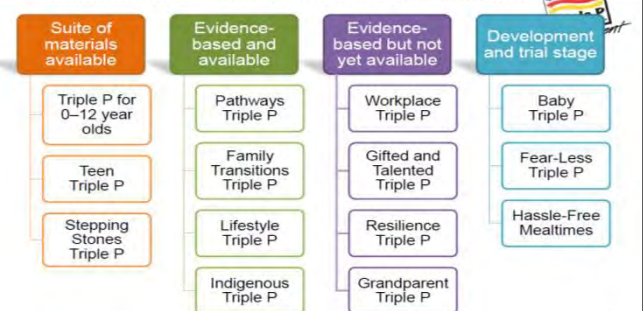 Suite of
materials
available
Triple P for
0–12 year
olds
Teen
Triple P
Stepping
Stones
Triple P
Evidence-
based and
available
Pathways
Triple P
Family
Transitions
Triple P
Lifestyle
Triple P
Indigenous
Triple P
Evidence-
based but not
yet available
Workplace
Triple P
Gifted and
Talented
Triple P
Resilience
Triple P
Grandparent
Triple P
Development
and trial stage
Baby
Triple P
Fear-Less
Triple P
Hassle-Free
Mealtimes